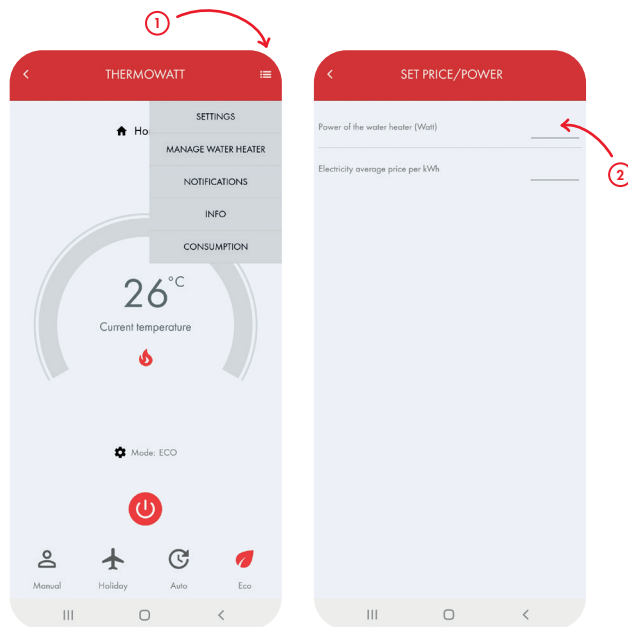 1
THERMOWATT
SETTINGS
Ho
MANAGE WATER HEATER
NOTIFICATIONS
INFO
CONSUMPTION
26°C
Current temperature
Mode: ECO
Manual Holiday Auto Eco
SET PRICE/POWER
Power of the water heater (Watt)
2
Electricity average price per kWh